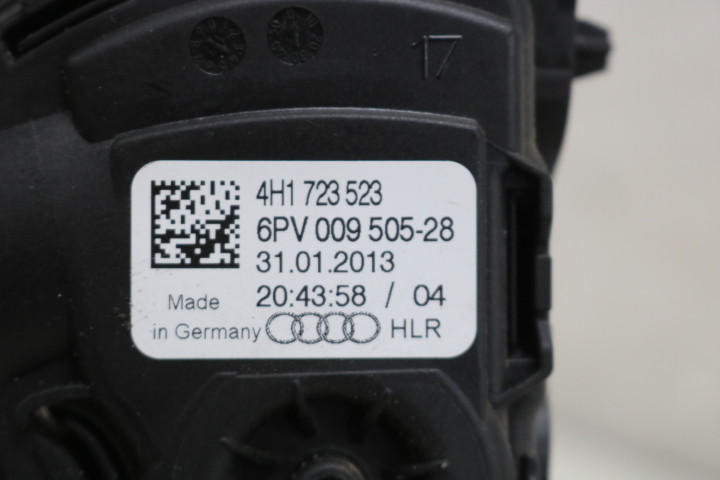 17
4H1 723 523
6PV 009 505-28
31.01.2013
Made 20:43:58 / 04
in Germany HLR